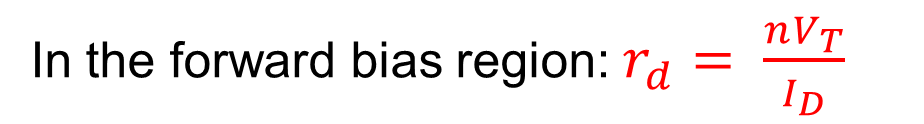 In the forward bias region: r_d = nV_T / I_D